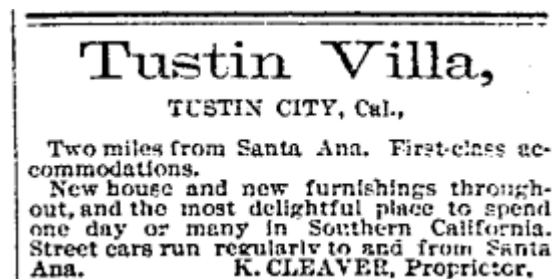 Tustin Villa,
TUSTIN CITY, Cal.,
Two miles from Santa Ana. First-class ac-
commodations.
New house and new furnishings through-
out, and the most delightful place to spend
one day or many in Southern California.
Street cars run regularly to and from Santa
Ana. K. CLEAVER, Proprietor.